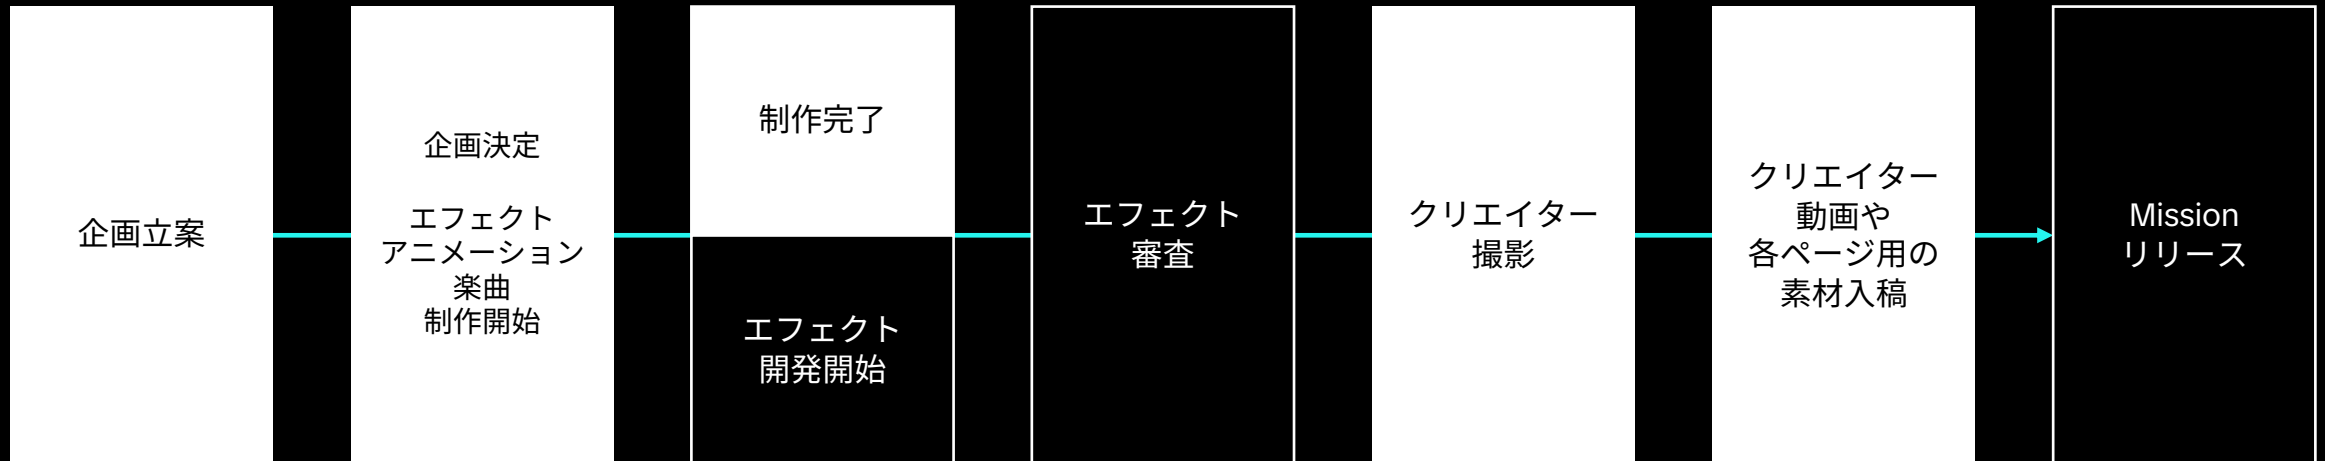 企画立案
企画決定
エフェクト
アニメーション
楽曲
制作開始
制作完了
エフェクト
開発開始
エフェクト
審査
クリエイター
撮影
クリエイター
動画や
各ページ用の
素材入稿
Mission
リリース